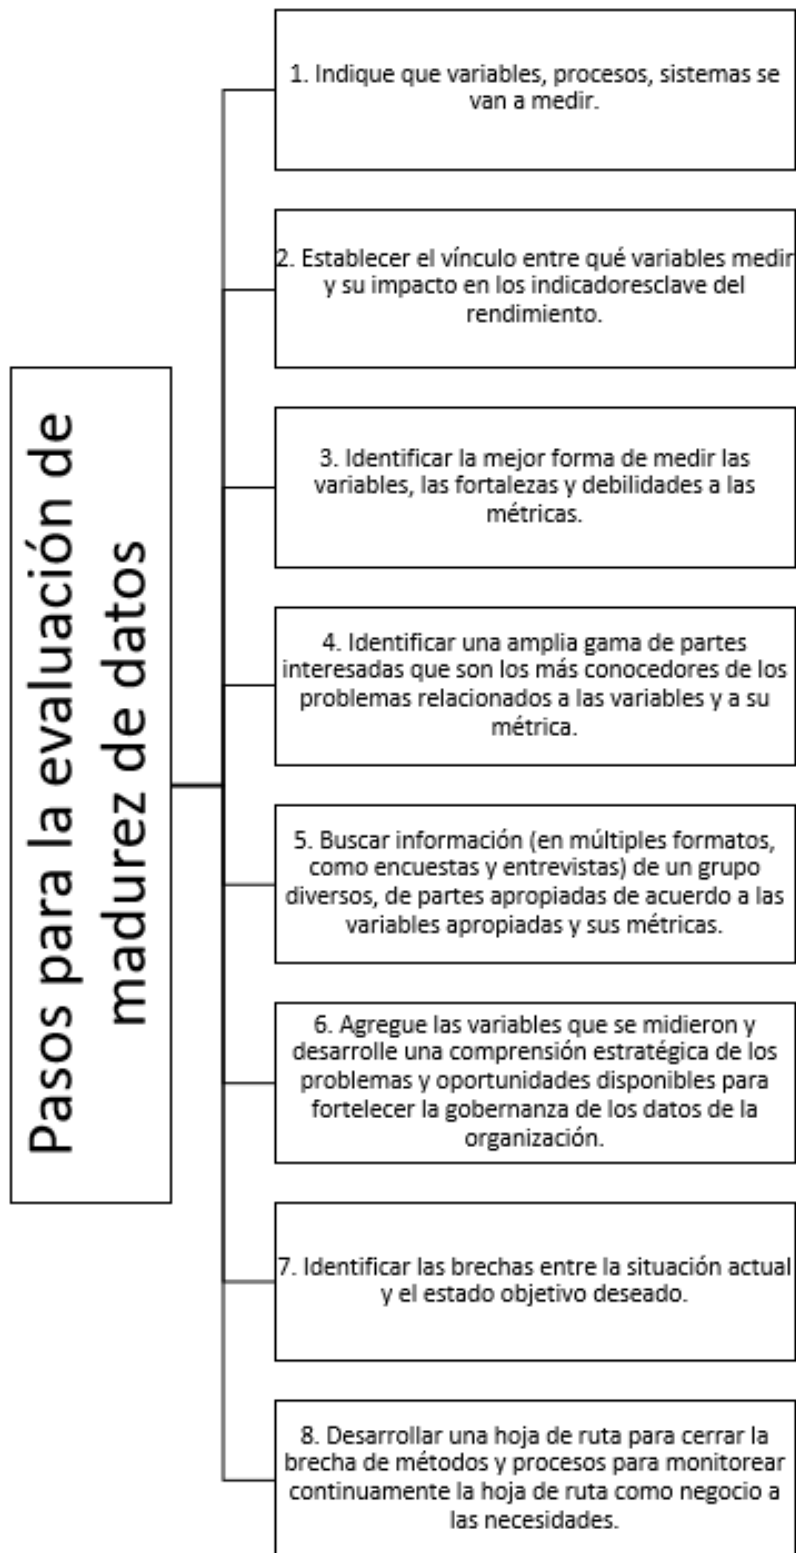 Pasos para la evaluación de
madurez de datos
1. Indique que variables, procesos, sistemas se
van a medir.
2. Establecer el vínculo entre qué variables medir
y su impacto en los indicadoresclave del
rendimiento.
3. Identificar la mejor forma de medir las
variables, las fortalezas y debilidades a las
métricas.
4. Identificar una amplia gama de partes
interesadas que son los más conocedores de los
problemas relacionados a las variables y a su
métrica.
5. Buscar información (en múltiples formatos,
como encuestas y entrevistas) de un grupo
diversos, de partes apropiadas de acuerdo a las
variables apropiadas y sus métricas.
6. Agregue las variables que se midieron y
desarrolle una comprensión estratégica de los
problemas y oportunidades disponibles para
fortelecer la gobernanza de los datos de la
organización.
7. Identificar las brechas entre la situación actual
y el estado objetivo deseado.
8. Desarrollar una hoja de ruta para cerrar la
brecha de métodos y procesos para monitorear
continuamente la hoja de ruta como negocio a
las necesidades.